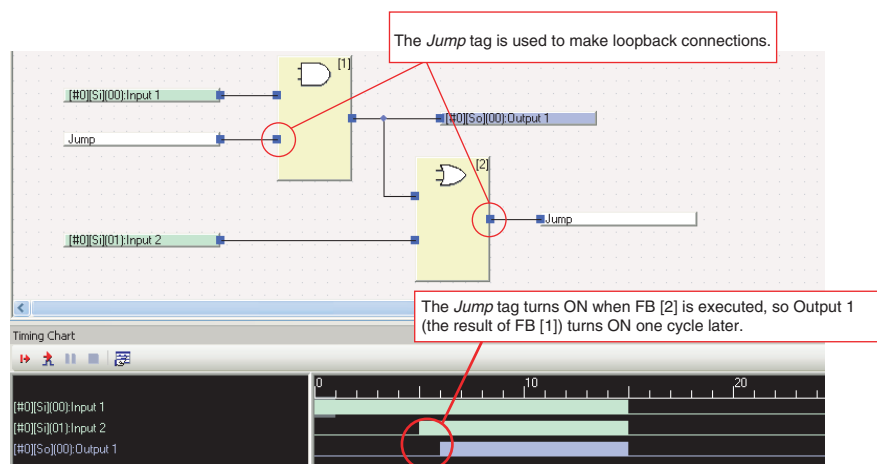 The Jump tag is used to make loopback connections.
[1]
[#0][Si](00):Input 1
Jump
[#0][So](00):Output 1
[2]
Jump
[#0][Si](01):Input 2
The Jump tag turns ON when FB [2] is executed, so Output 1
(the result of FB [1]) turns ON one cycle later.
Timing Chart
0 10 20
[#0][Si](00):Input 1
[#0][Si](01):Input 2
[#0][So](00):Output 1